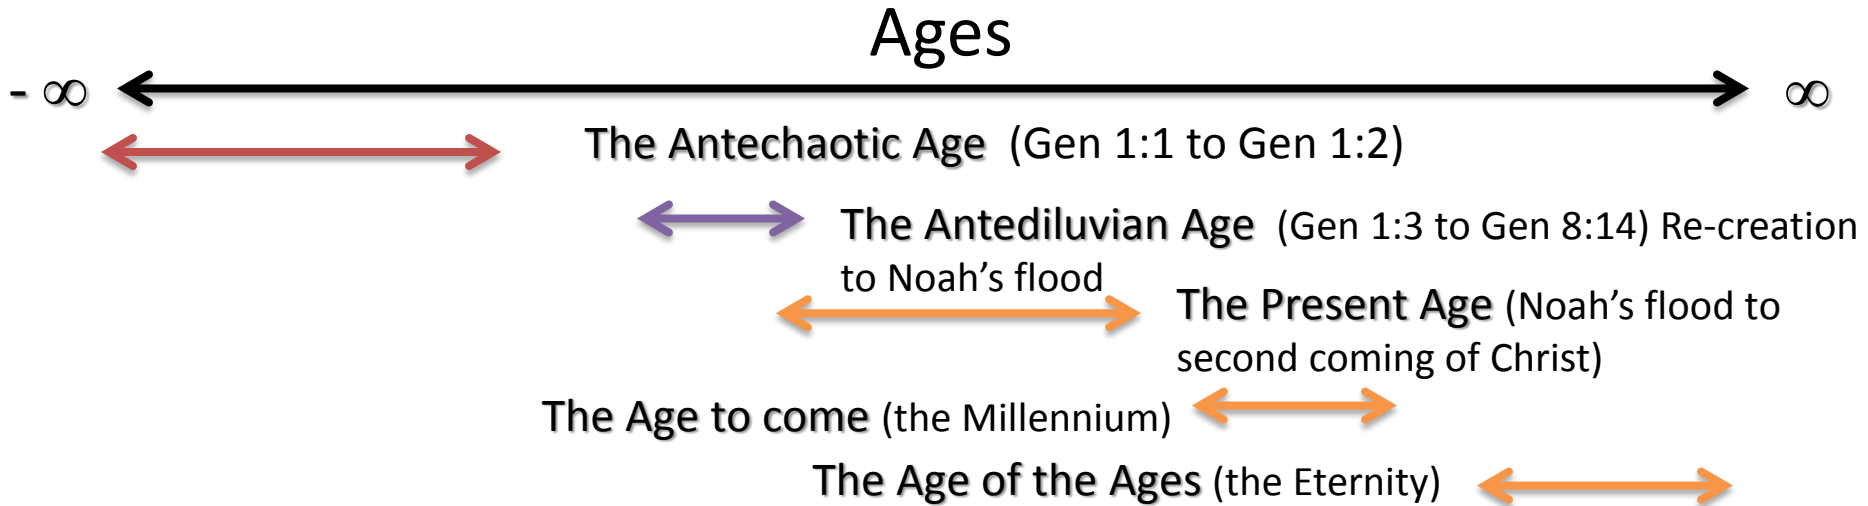 Ages
- ∞ ∞
The Antechaotic Age (Gen 1:1 to Gen 1:2)
The Antediluvian Age (Gen 1:3 to Gen 8:14) Re-creation
to Noah’s flood
The Present Age (Noah’s flood to
second coming of Christ)
The Age to come (the Millennium)
The Age of the Ages (the Eternity)